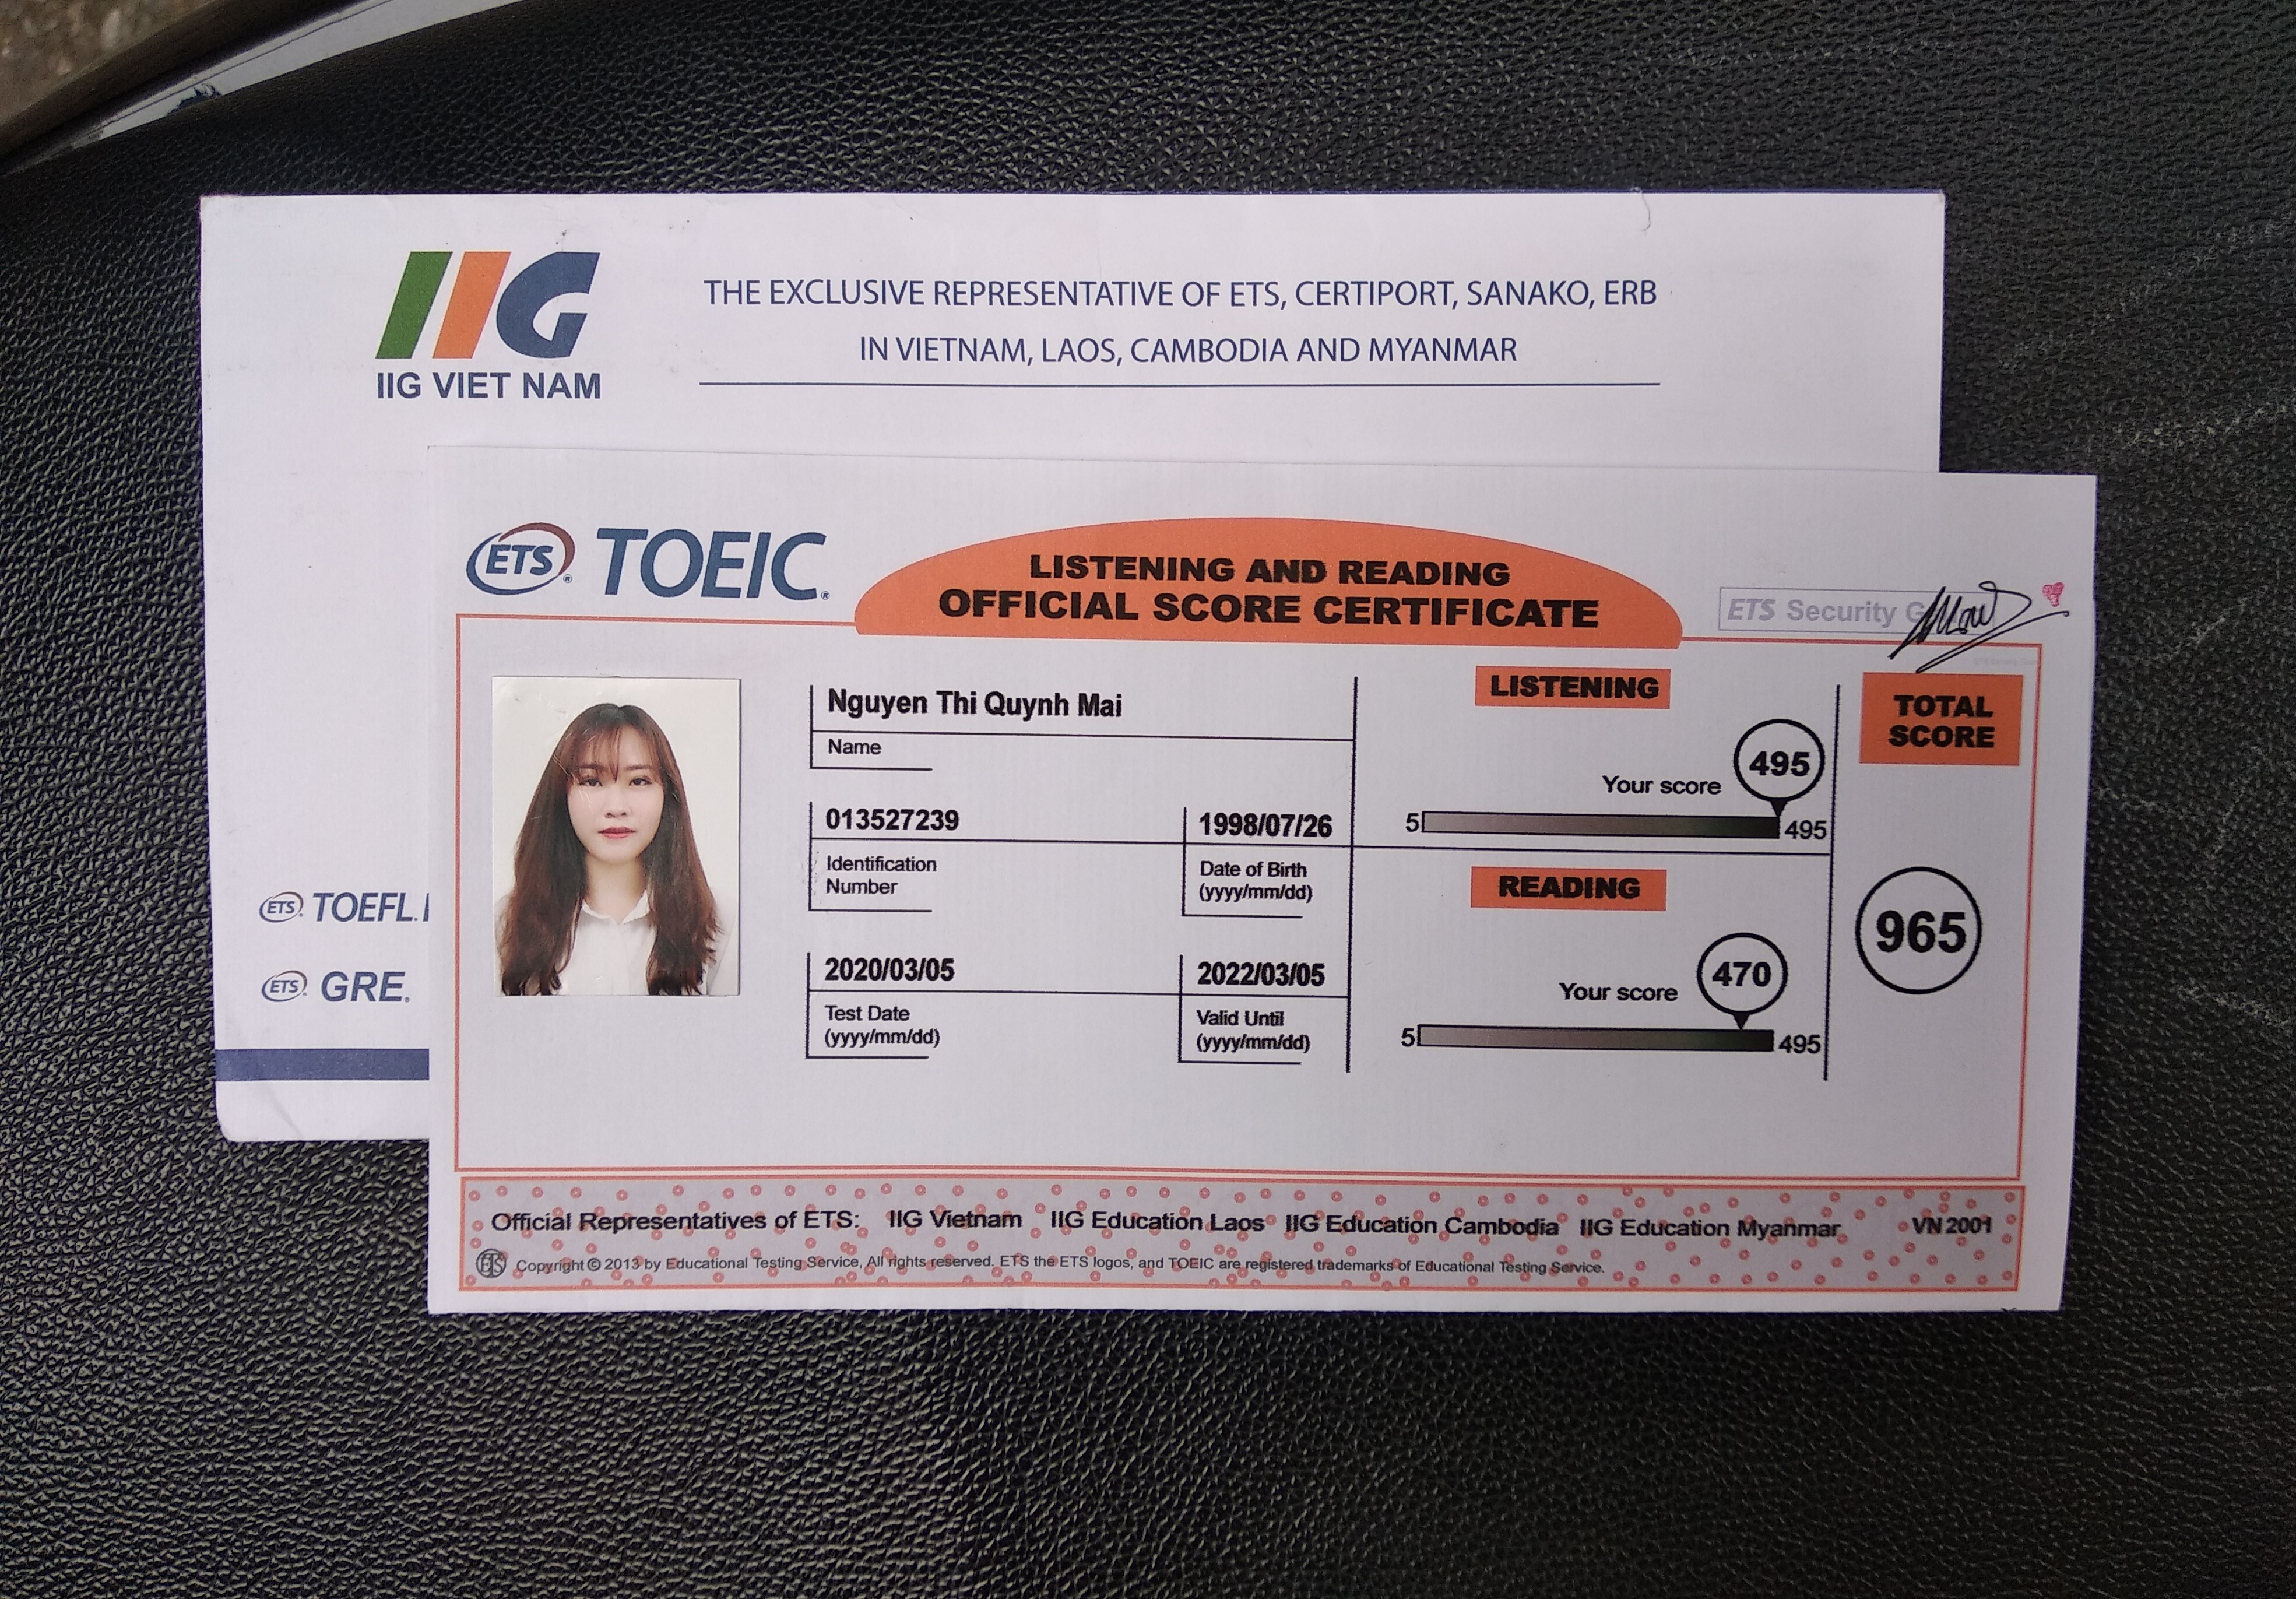 IIG
IIG VIET NAM
THE EXCLUSIVE REPRESENTATIVE OF ETS, CERTIPORT, SANAKO, ERB
IN VIETNAM, LAOS, CAMBODIA AND MYANMAR
ETS® TOEIC®
LISTENING AND READING
OFFICIAL SCORE CERTIFICATE
ETS Security
Nguyen Thi Quynh Mai
Name
013527239
Identification
Number
1998/07/26
Date of Birth
(yyyy/mm/dd)
2020/03/05
Test Date
(yyyy/mm/dd)
2022/03/05
Valid Until
(yyyy/mm/dd)
LISTENING
Your score 495
5 495
READING
Your score 470
5 495
TOTAL
SCORE
965
ETS® TOEFL.
ETS® GRE®
Official Representatives of ETS: IIG Vietnam IIG Education Laos IIG Education Cambodia IIG Education Myanmar VN 2001
ETS Copyright © 2013 by Educational Testing Service, All rights reserved. ETS the ETS logos, and TOEIC are registered trademarks of Educational Testing Service.